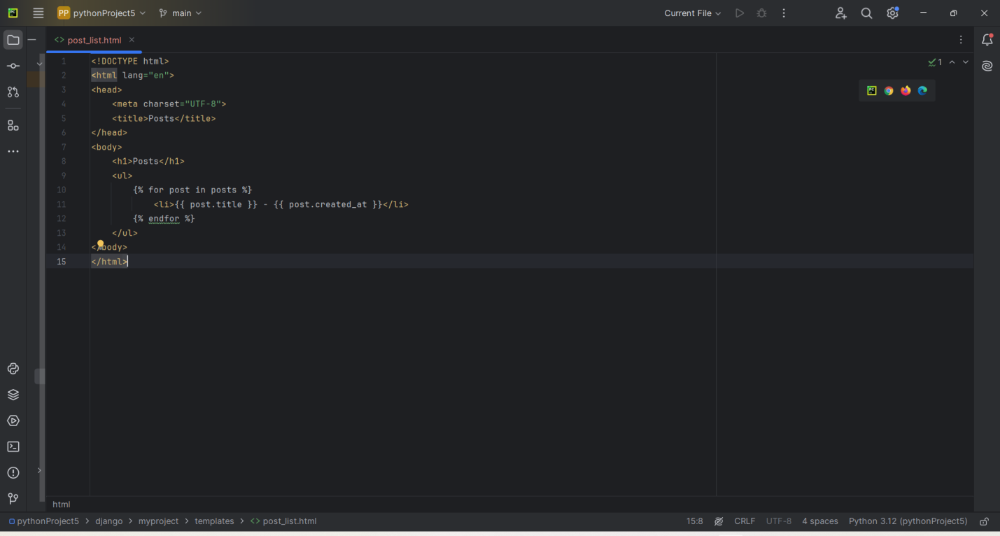 PC PP pythonProject5 main Current File
post_list.html
1 <!DOCTYPE html>
2 <html lang="en">
3 <head>
4     <meta charset="UTF-8">
5     <title>Posts</title>
6 </head>
7 <body>
8     <h1>Posts</h1>
9     <ul>
10         {% for post in posts %}
11             <li>{{ post.title }} - {{ post.created_at }}</li>
12         {% endfor %}
13     </ul>
14 </body>
15 </html>
1
PC
html
pythonProject5 > django > myproject > templates > <> post_list.html 15:8 CRLF UTF-8 4 spaces Python 3.12 (pythonProject5)